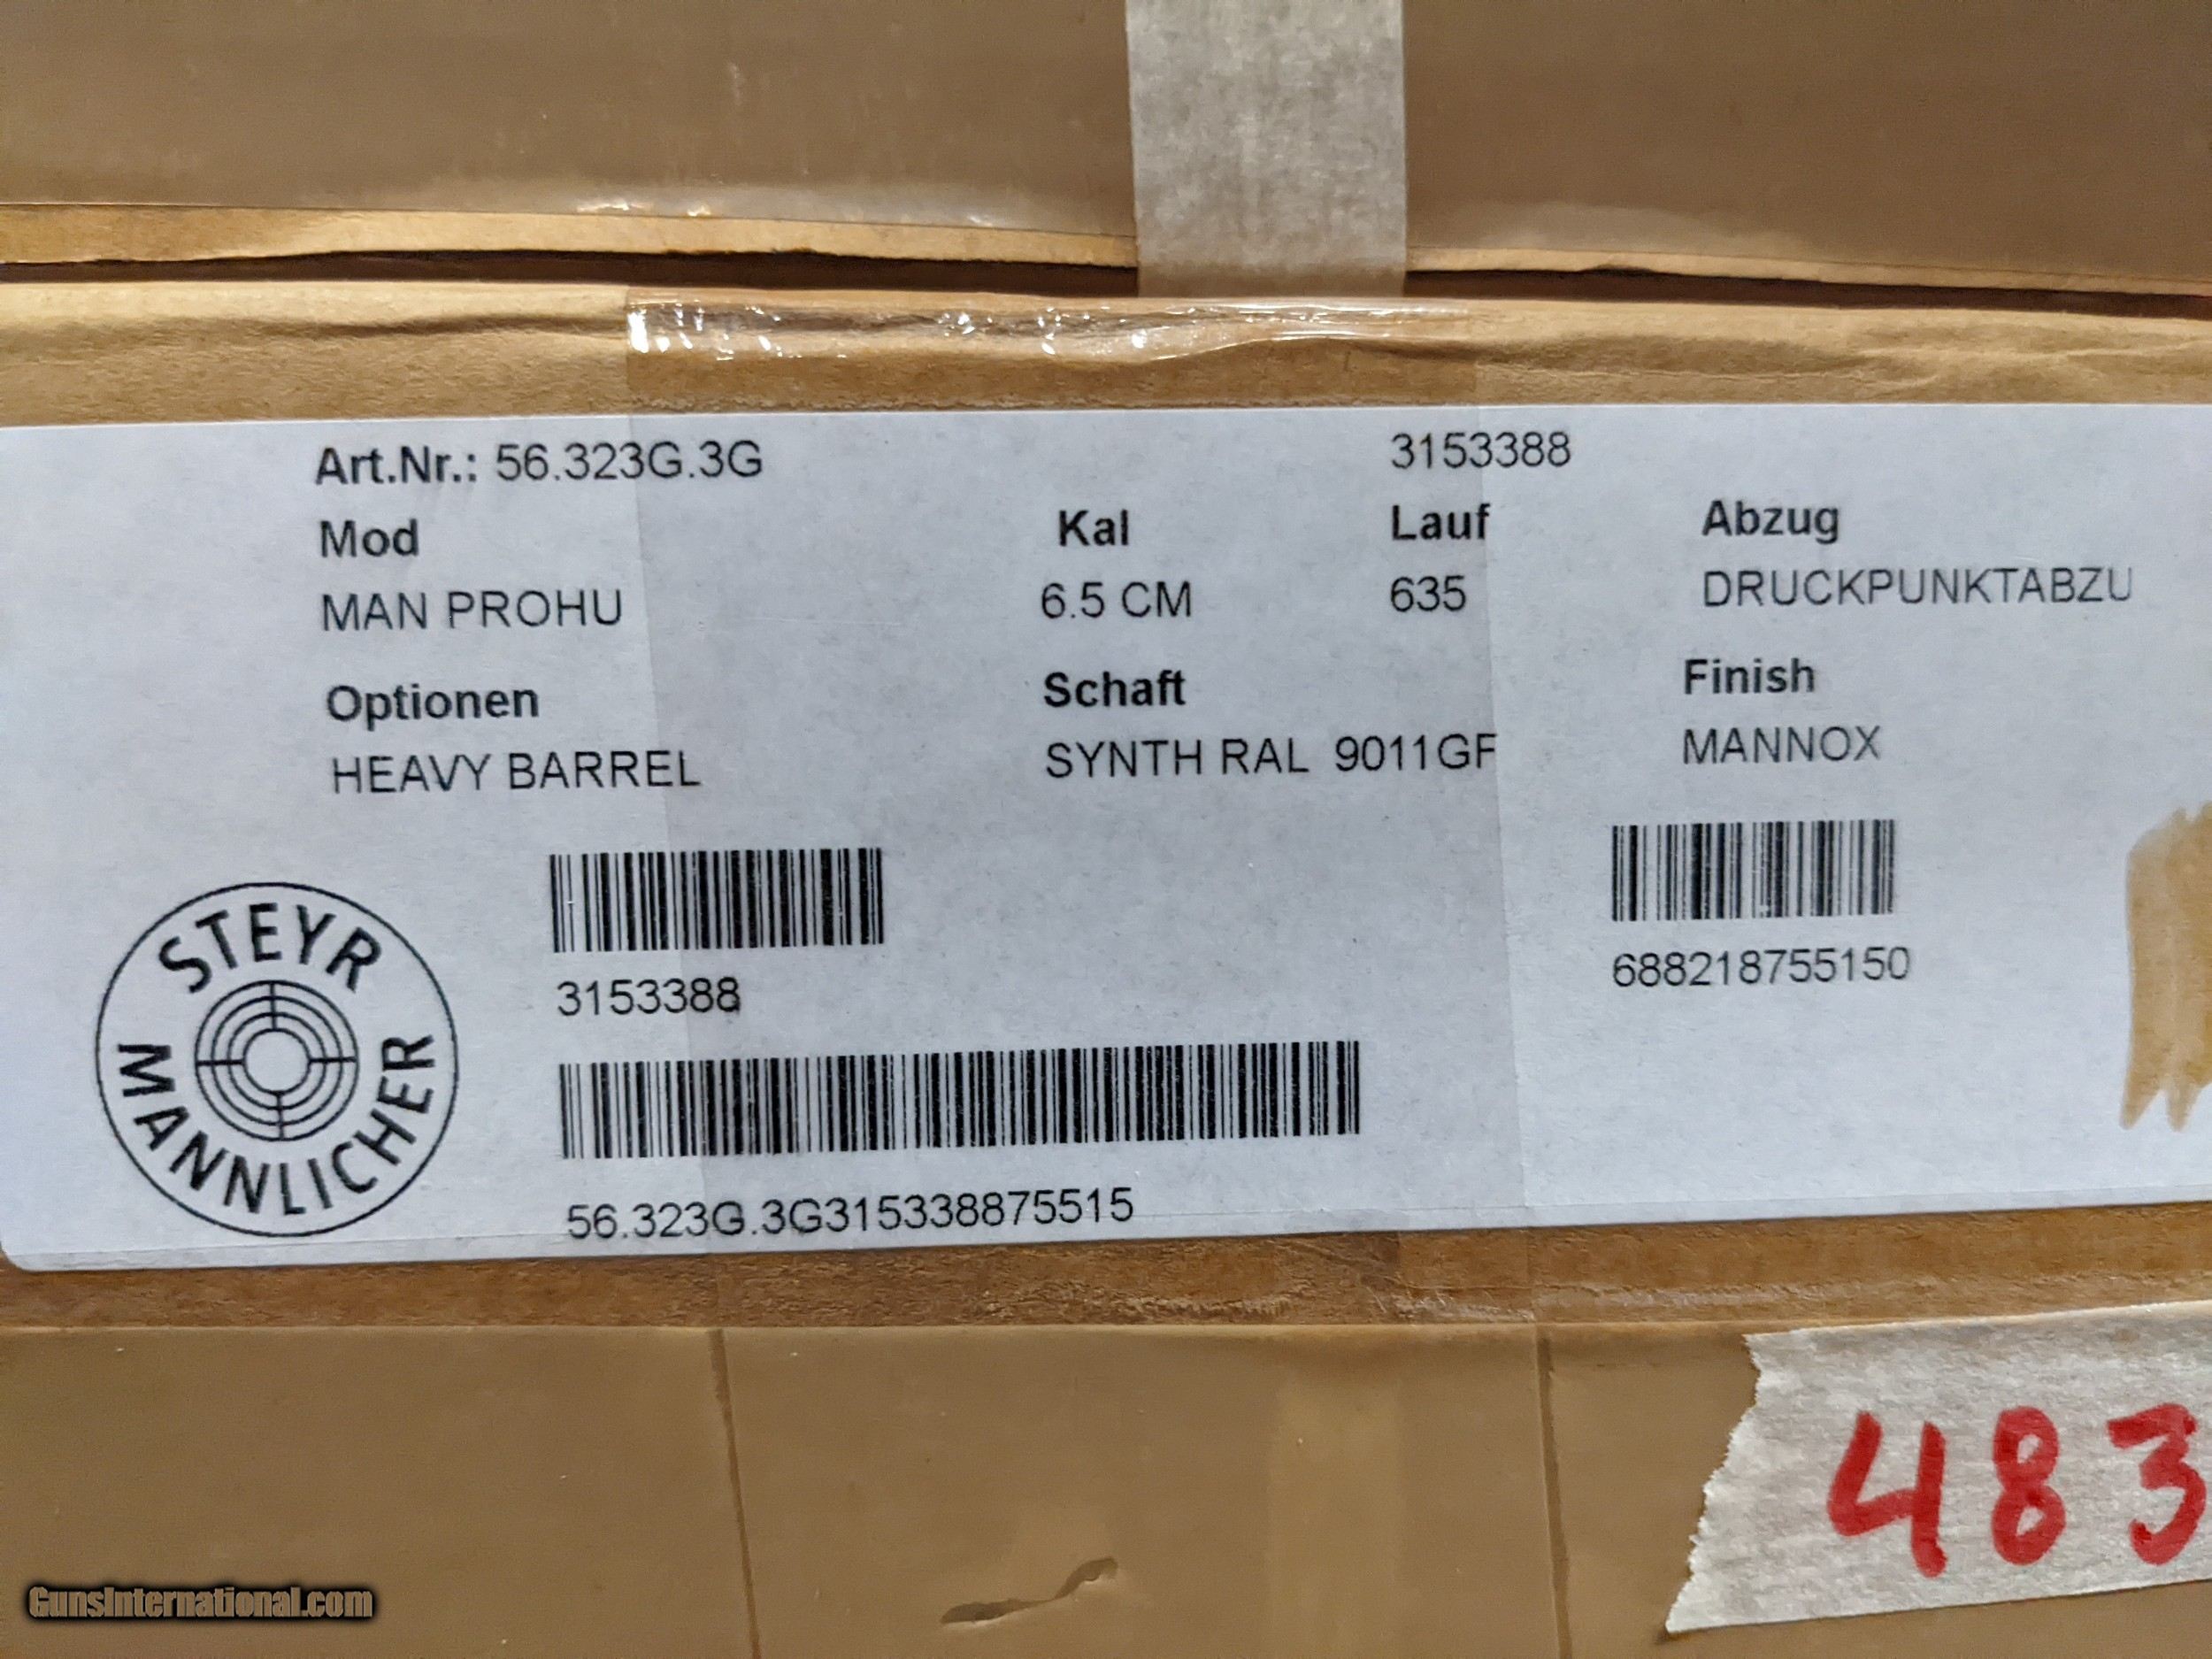 Art.Nr.: 56.323G.3G 3153388
Mod Kal Lauf Abzug
MAN PROHU 6.5 CM 635 DRUCKPUNKTABZU
Optionen Schaft Finish
HEAVY BARREL SYNTH RAL 9011GF MANNOX
STEYR
MANNLICHER
3153388
688218755150
56.323G.3G315338875515
483
GunsInternational.com